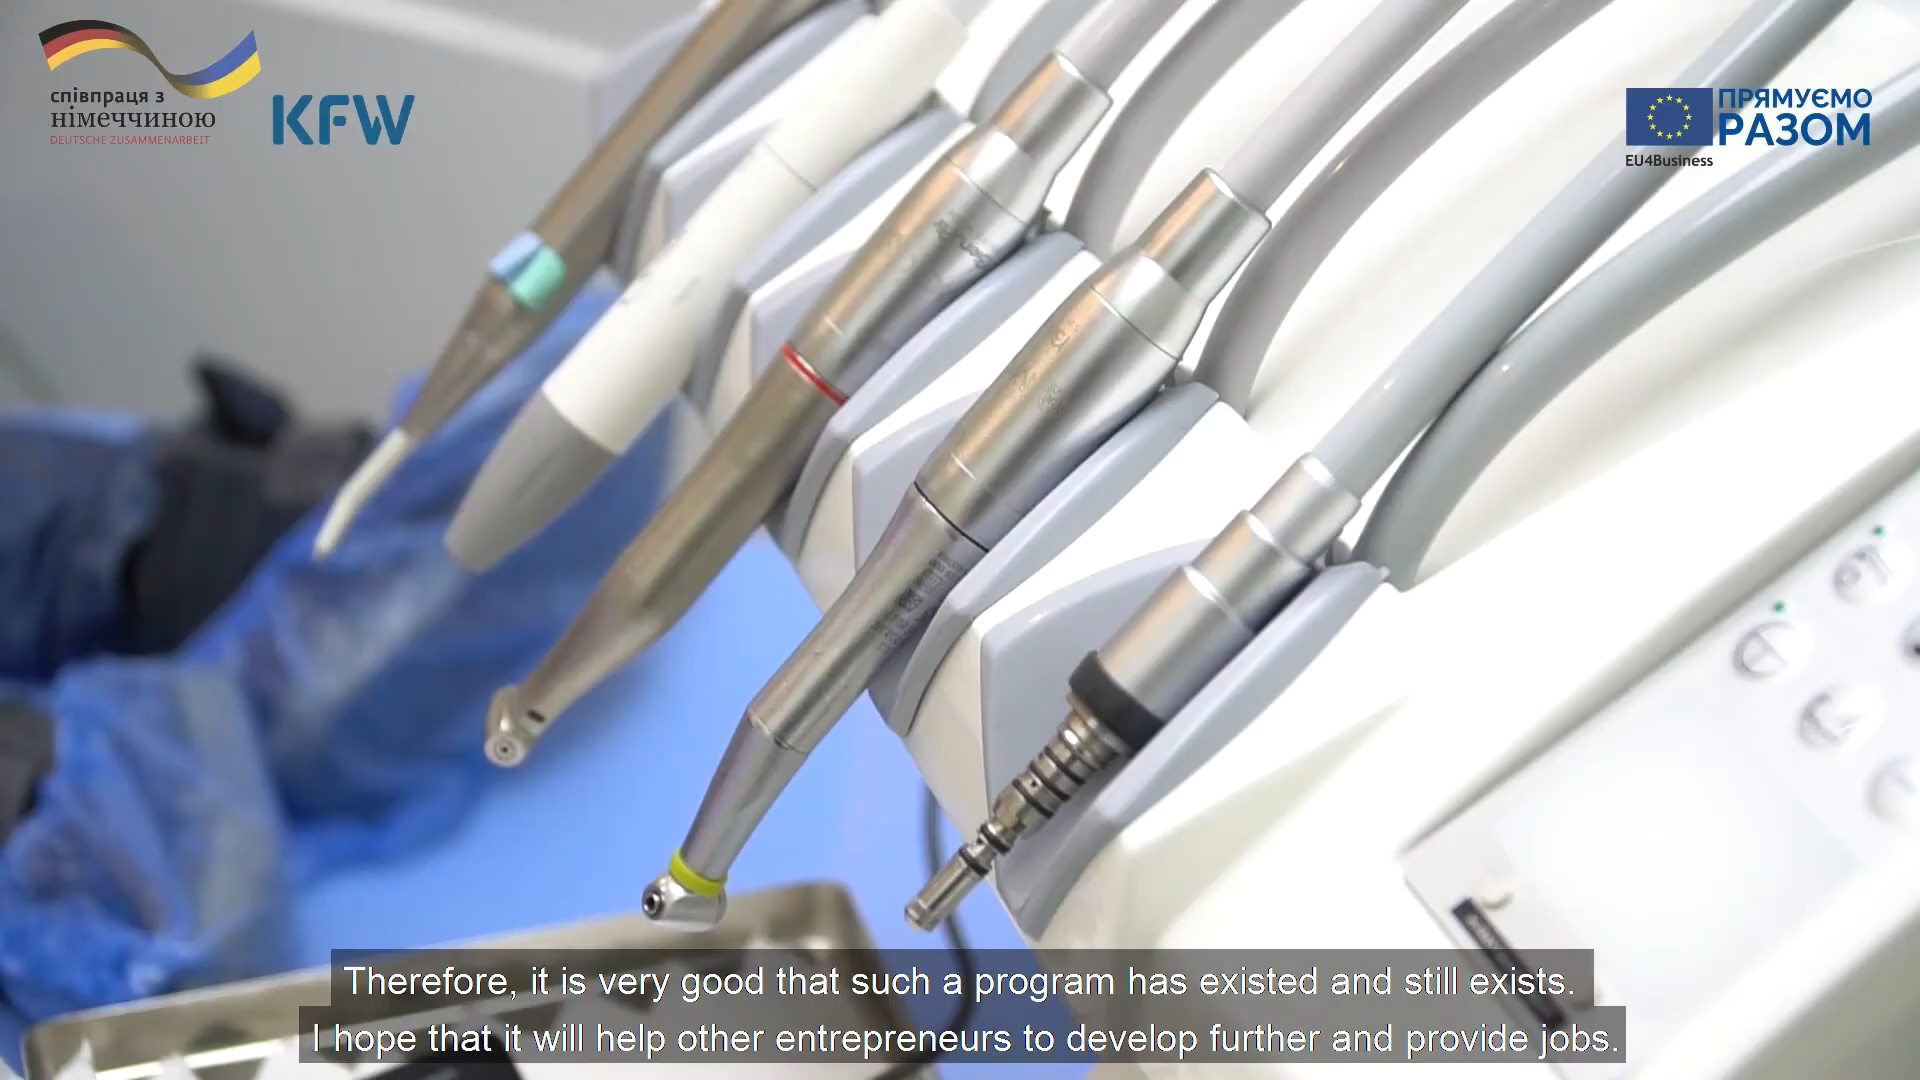 співпраця з
німеччиною
DEUTSCHE ZUSAMMENARBEIT
KFW
ПРЯМУЄМО
РАЗОМ
EU4Business
Therefore, it is very good that such a program has existed and still exists.
I hope that it will help other entrepreneurs to develop further and provide jobs.